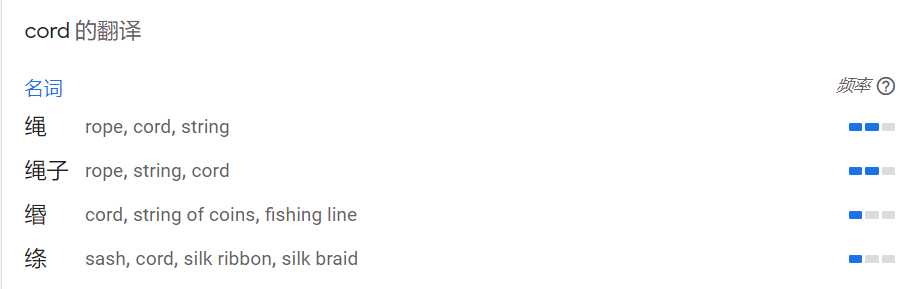 cord 的翻译
名词 频率
绳 rope, cord, string
绳子 rope, string, cord
缗 cord, string of coins, fishing line
绦 sash, cord, silk ribbon, silk braid